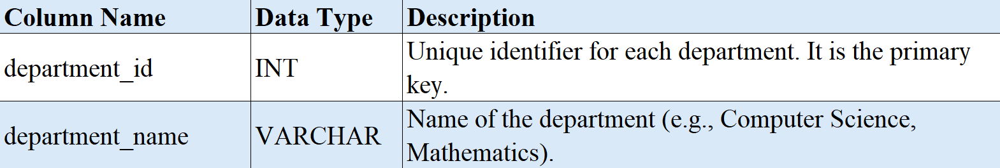 Column Name Data Type Description
department_id INT Unique identifier for each department. It is the primary
key.
department_name VARCHAR Name of the department (e.g., Computer Science,
Mathematics).